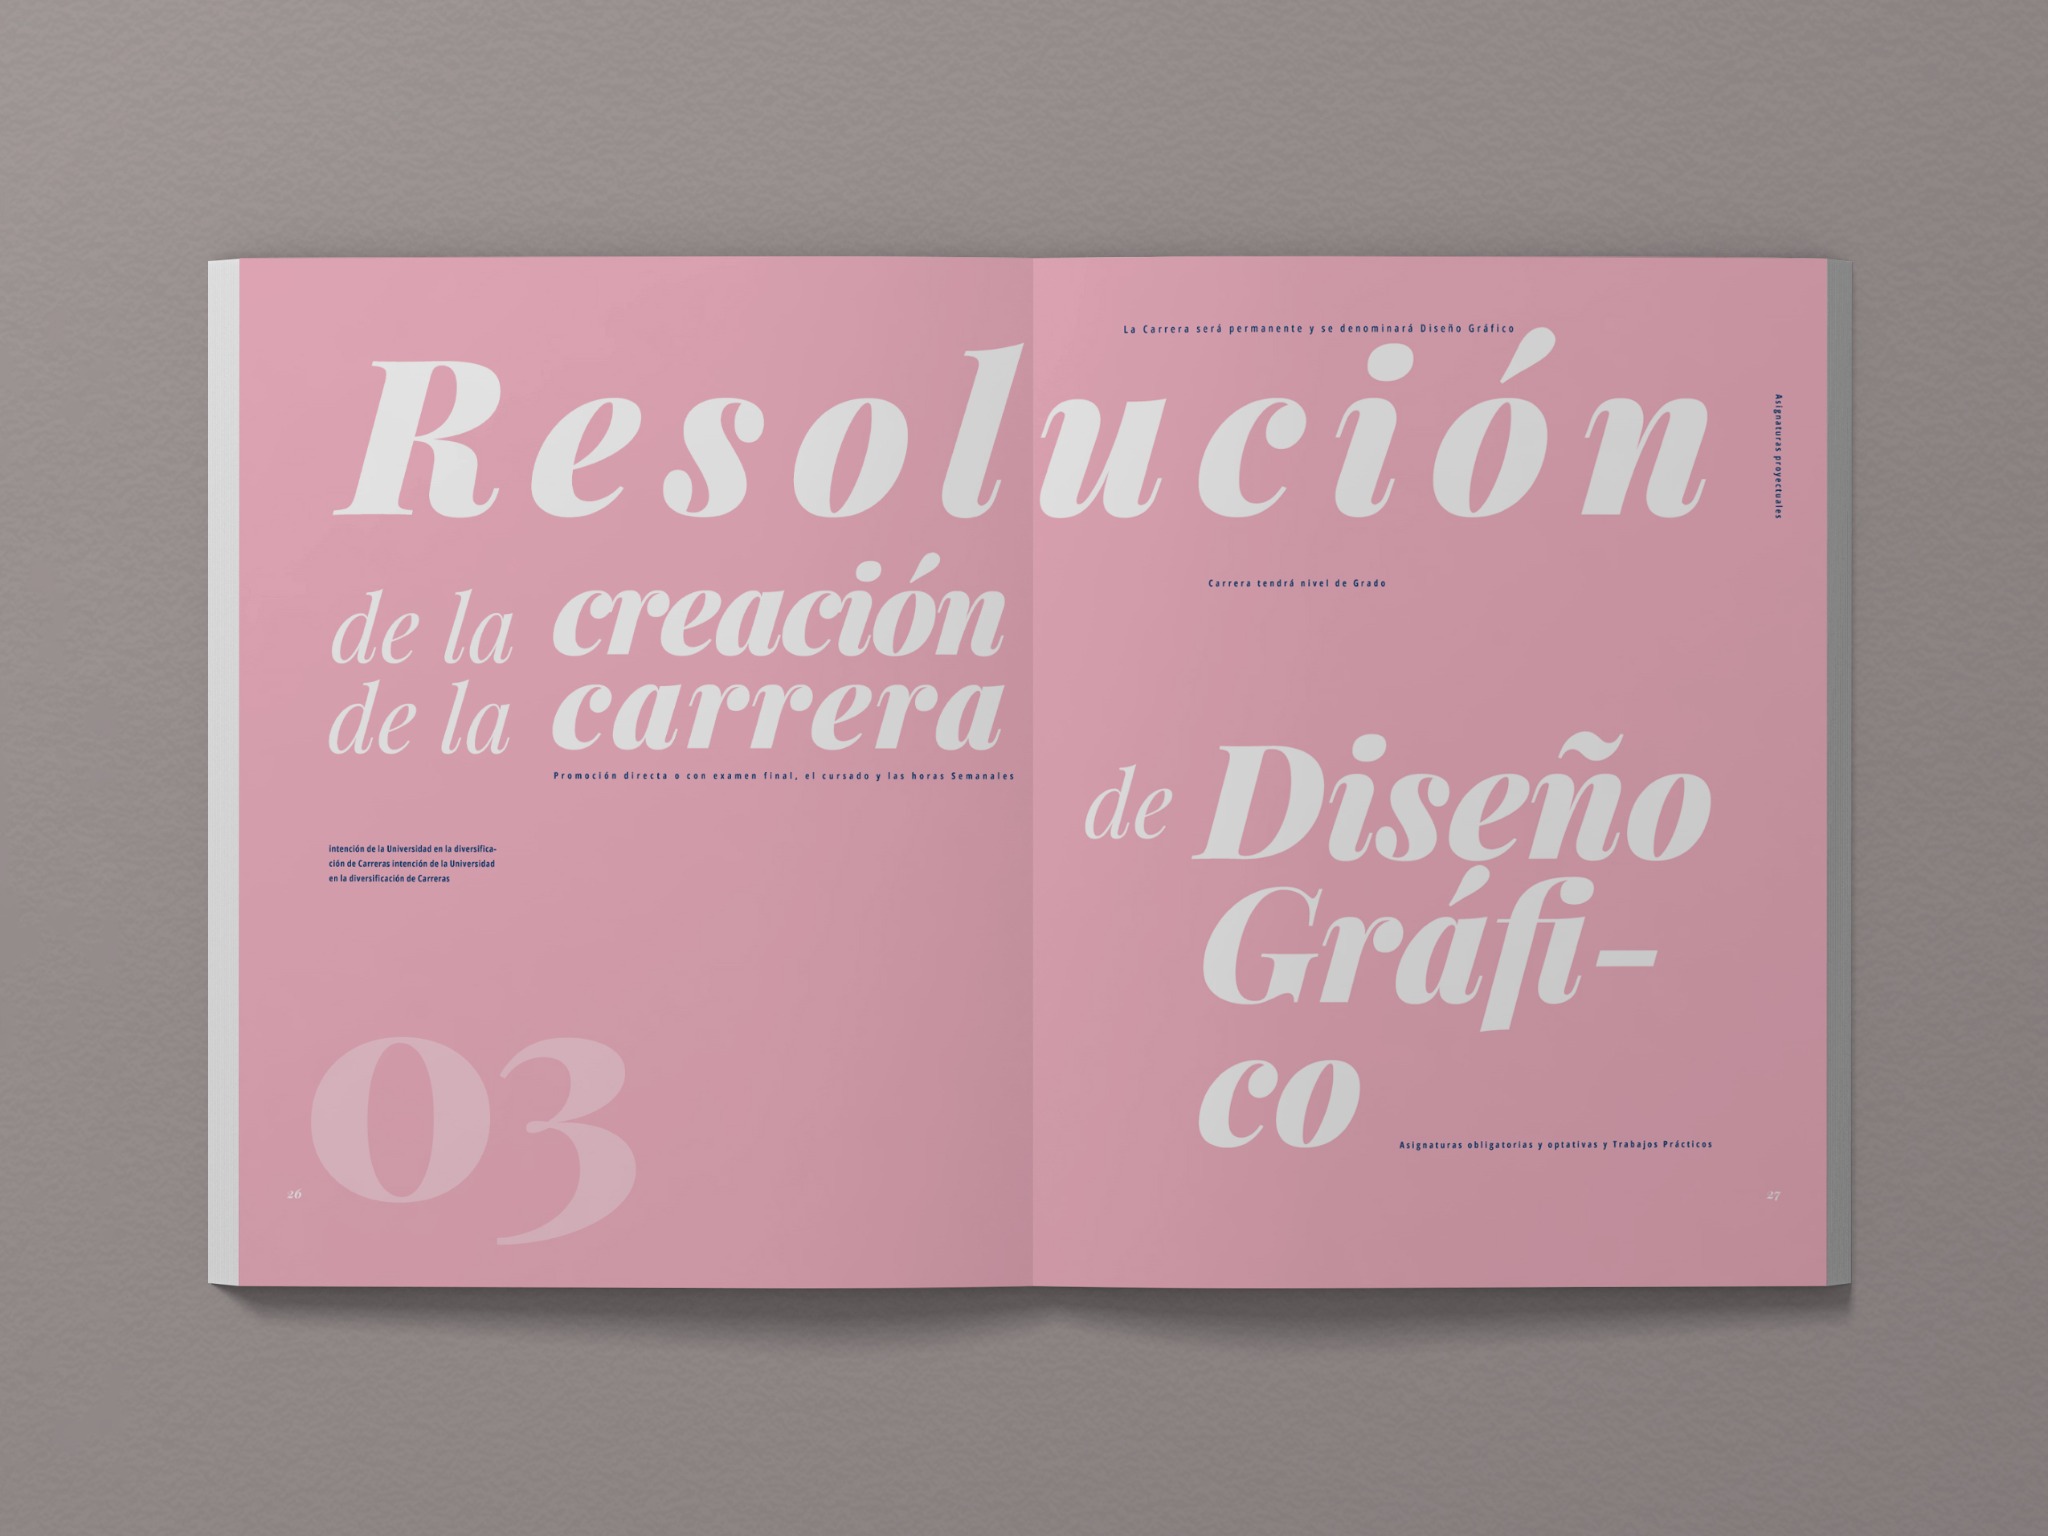 La Carrera será permanente y se denominará Diseño Gráfico
Resolución
Asignaturas proyectuales
de la creación
de la carrera
Carrera tendrá nivel de Grado
Promoción directa o con examen final, el cursado y las horas Semanales
intención de la Universidad en la diversifica-
ción de Carreras intención de la Universidad
en la diversificación de Carreras
de Diseño
Gráfi-
co
Asignaturas obligatorias y optativas y Trabajos Prácticos
03
26
27